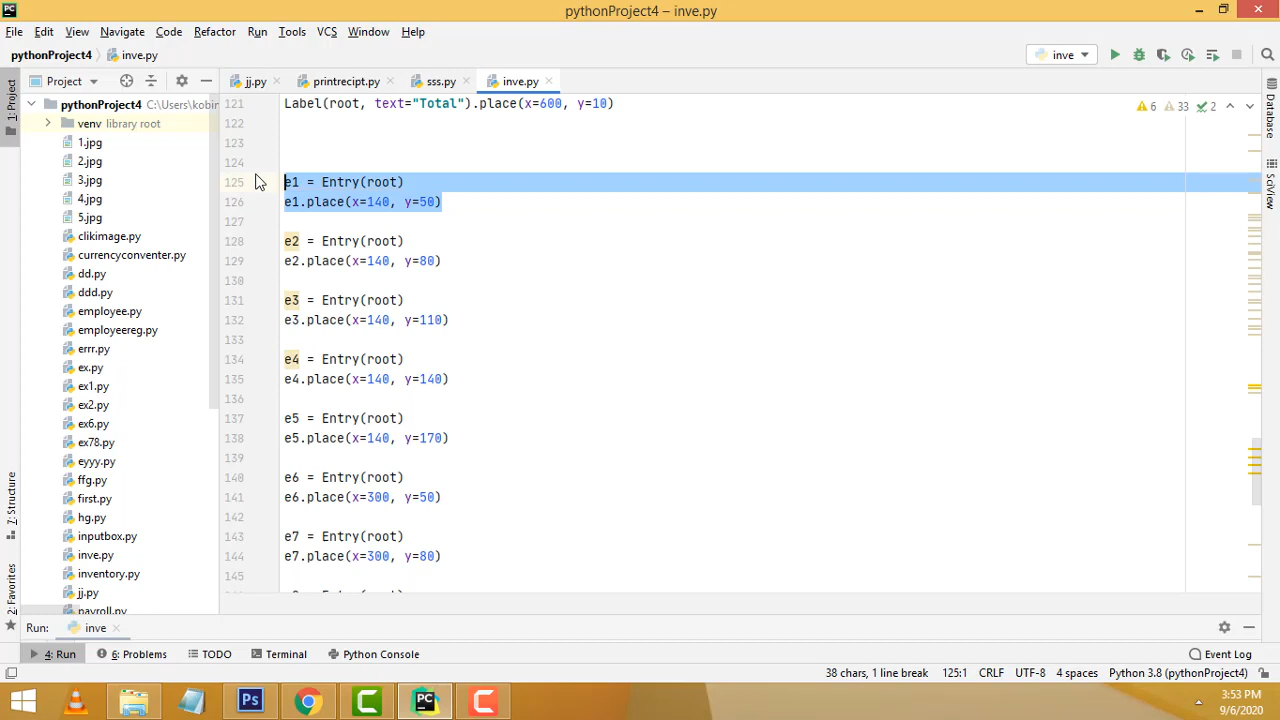 PC
pythonProject4 – inve.py
File Edit View Navigate Code Refactor Run Tools VCS Window Help
pythonProject4 inve.py inve
Project jj.py printrecipt.py sss.py inve.py
1: Project
7: Structure
2: Favorites
Database
SciView
pythonProject4 C:\Users\kobin
venv library root
1.jpg
2.jpg
3.jpg
4.jpg
5.jpg
clikimage.py
currencyconventer.py
dd.py
ddd.py
employee.py
employeereg.py
errr.py
ex.py
ex1.py
ex2.py
ex6.py
ex78.py
eyyy.py
ffg.py
first.py
hg.py
inputbox.py
inve.py
inventory.py
jj.py
payroll.py
6 33 2
121 Label(root, text="Total").place(x=600, y=10)
122
123
124
125 e1 = Entry(root)
126 e1.place(x=140, y=50)
127
128 e2 = Entry(root)
129 e2.place(x=140, y=80)
130
131 e3 = Entry(root)
132 e3.place(x=140, y=110)
133
134 e4 = Entry(root)
135 e4.place(x=140, y=140)
136
137 e5 = Entry(root)
138 e5.place(x=140, y=170)
139
140 e6 = Entry(root)
141 e6.place(x=300, y=50)
142
143 e7 = Entry(root)
144 e7.place(x=300, y=80)
145
Run: inve
4: Run 6: Problems TODO Terminal Python Console Event Log
38 chars, 1 line break 125:1 CRLF UTF-8 4 spaces Python 3.8 (pythonProject4)
Ps PC
3:53 PM
9/6/2020